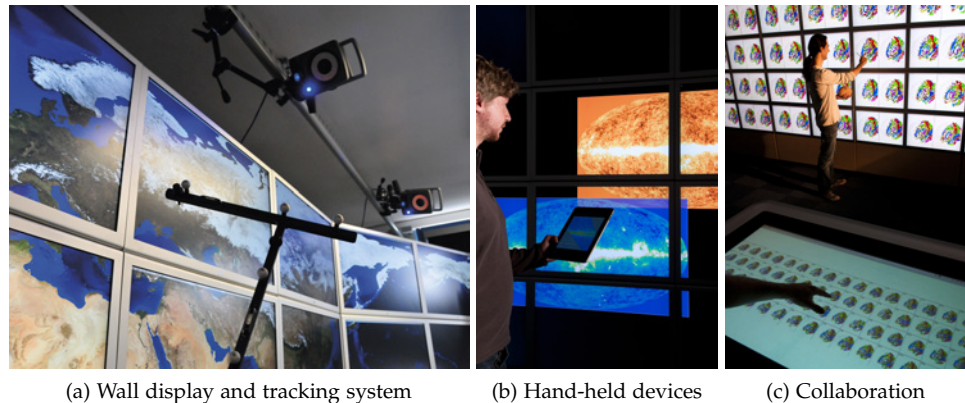 (a) Wall display and tracking system
(b) Hand-held devices
(c) Collaboration